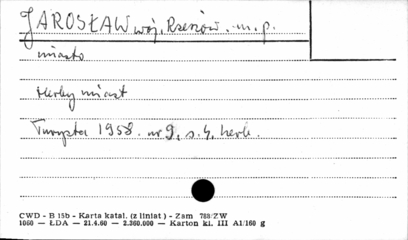 JAROSŁAW woj. Rzeszów. m. p.
miasto
Herby miast
Turysta 1958. nr 9, s. 4, herb.
CWD - B 15b - Karta katal. (z liniat) - Zam 788/ZW
1060 — ŁDA — 21.4.60 — 2.360.000 — Karton kl. III A1/160 g